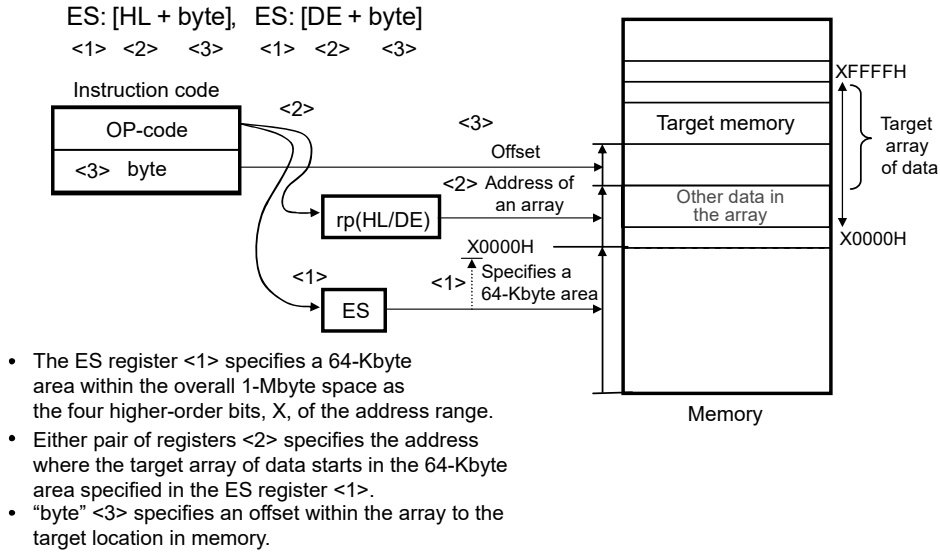 ES: [HL + byte], ES: [DE + byte]
<1> <2> <3> <1> <2> <3>
Instruction code
OP-code
<3> byte
<2>
<3>
Offset
<2> Address of
an array
rp(HL/DE)
X0000H
<1>
<1>
Specifies a
64-Kbyte area
ES
XFFFFH
Target memory
Target
array
of data
Other data in
the array
X0000H
Memory
• The ES register <1> specifies a 64-Kbyte
area within the overall 1-Mbyte space as
the four higher-order bits, X, of the address range.
• Either pair of registers <2> specifies the address
where the target array of data starts in the 64-Kbyte
area specified in the ES register <1>.
• “byte” <3> specifies an offset within the array to the
target location in memory.